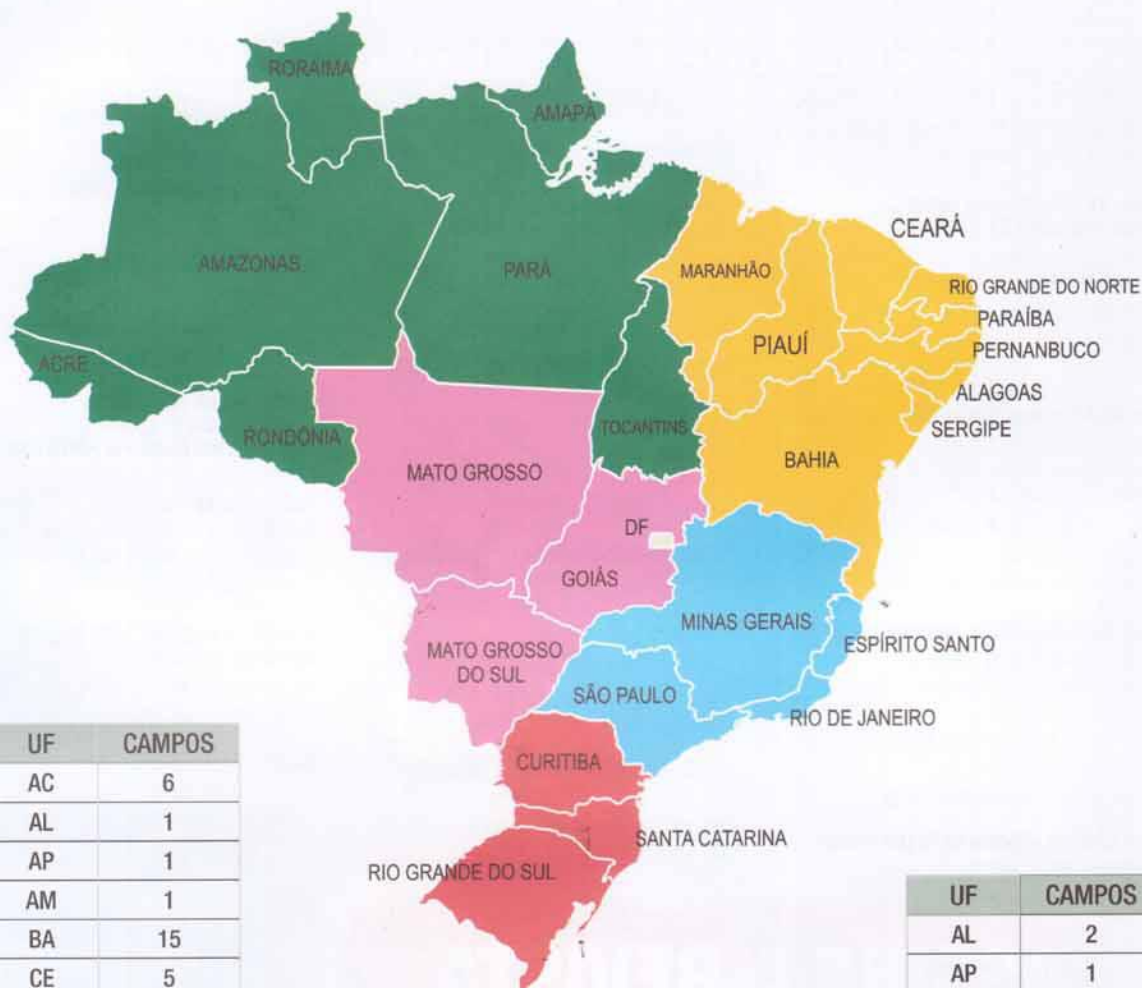 RORAIMA
AMAPÁ
CEARÁ
AMAZONAS
PARÁ
MARANHÃO
RIO GRANDE DO NORTE
PARAÍBA
PIAUÍ
PERNANBUCO
ACRE
ALAGOAS
TOCANTINS
SERGIPE
RONDÔNIA
BAHIA
MATO GROSSO
DF
GOIÁS
MINAS GERAIS
ESPÍRITO SANTO
MATO GROSSO
DO SUL
SÃO PAULO
RIO DE JANEIRO
CURITIBA
SANTA CATARINA
RIO GRANDE DO SUL
UF CAMPOS
AC 6
AL 1
AP 1
AM 1
BA 15
CE 5
UF CAMPOS
AL 2
AP 1